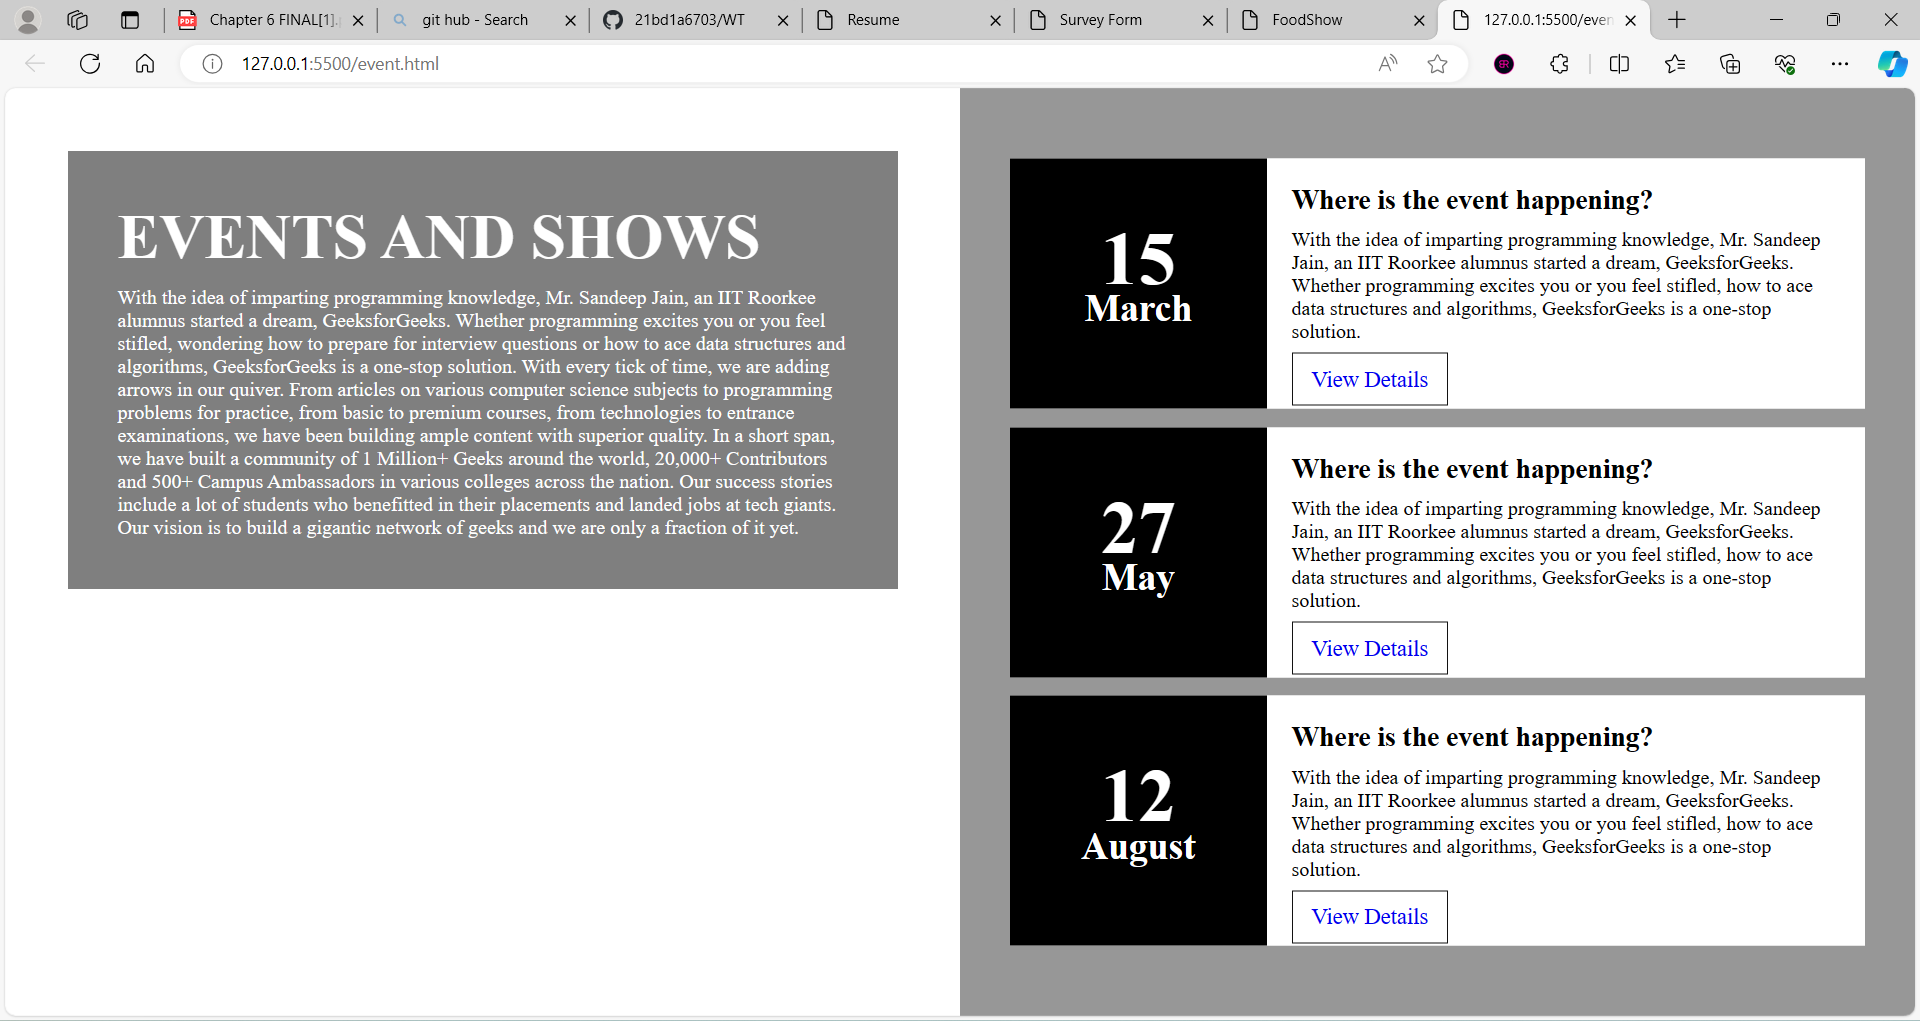 Chapter 6 FINAL[1].
git hub - Search
21bd1a6703/WT
Resume
Survey Form
FoodShow
127.0.0.1:5500/even
127.0.0.1:5500/event.html
EVENTS AND SHOWS
With the idea of imparting programming knowledge, Mr. Sandeep Jain, an IIT Roorkee
alumnus started a dream, GeeksforGeeks. Whether programming excites you or you feel
stifled, wondering how to prepare for interview questions or how to ace data structures and
algorithms, GeeksforGeeks is a one-stop solution. With every tick of time, we are adding
arrows in our quiver. From articles on various computer science subjects to programming
problems for practice, from basic to premium courses, from technologies to entrance
examinations, we have been building ample content with superior quality. In a short span,
we have built a community of 1 Million+ Geeks around the world, 20,000+ Contributors
and 500+ Campus Ambassadors in various colleges across the nation. Our success stories
include a lot of students who benefitted in their placements and landed jobs at tech giants.
Our vision is to build a gigantic network of geeks and we are only a fraction of it yet.
15
March
Where is the event happening?
With the idea of imparting programming knowledge, Mr. Sandeep
Jain, an IIT Roorkee alumnus started a dream, GeeksforGeeks.
Whether programming excites you or you feel stifled, how to ace
data structures and algorithms, GeeksforGeeks is a one-stop
solution.
View Details
27
May
Where is the event happening?
With the idea of imparting programming knowledge, Mr. Sandeep
Jain, an IIT Roorkee alumnus started a dream, GeeksforGeeks.
Whether programming excites you or you feel stifled, how to ace
data structures and algorithms, GeeksforGeeks is a one-stop
solution.
View Details
12
August
Where is the event happening?
With the idea of imparting programming knowledge, Mr. Sandeep
Jain, an IIT Roorkee alumnus started a dream, GeeksforGeeks.
Whether programming excites you or you feel stifled, how to ace
data structures and algorithms, GeeksforGeeks is a one-stop
solution.
View Details